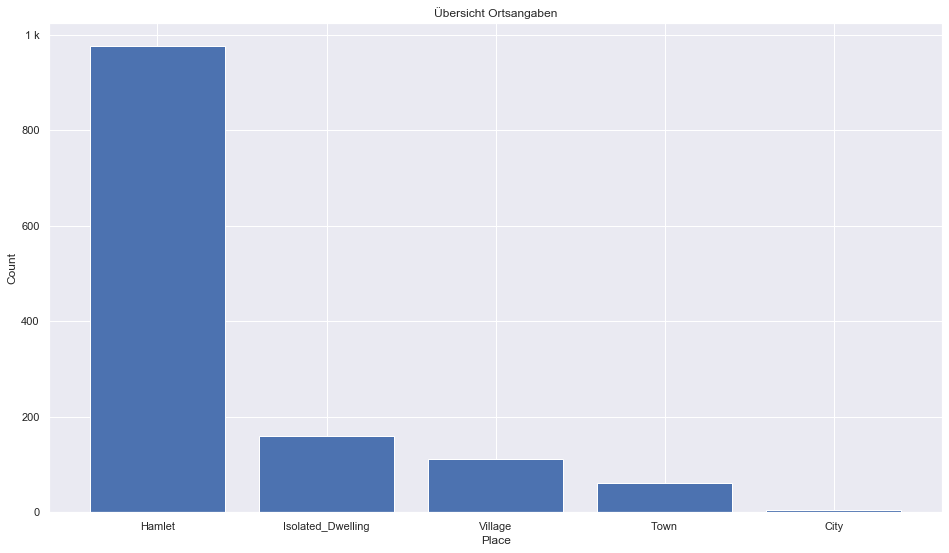 Übersicht Ortsangaben
1 k
800
600
400
200
0
Count
Hamlet
Isolated_Dwelling
Village
Town
City
Place